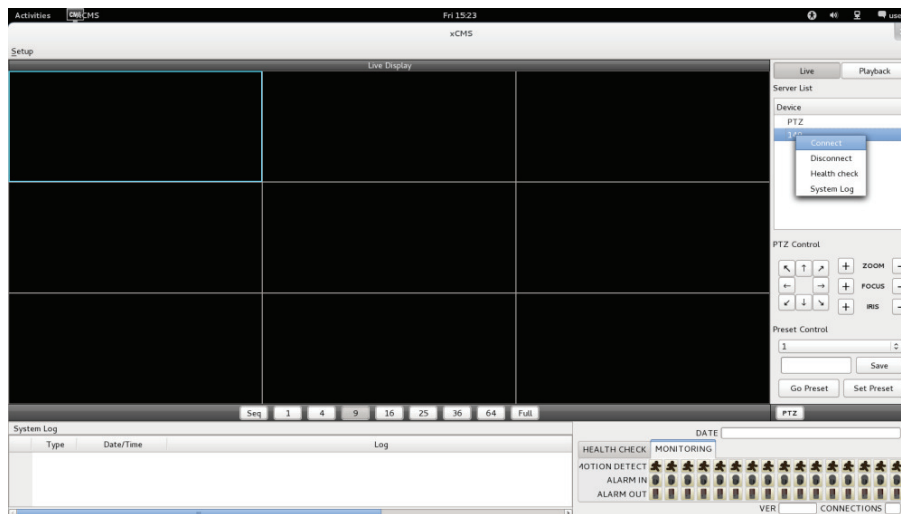 Activities xCMS Fri 15:23 use
xCMS
Setup
Live Display
Live Playback
Server List
Device
PTZ
Connect
Disconnect
Health check
System Log
PTZ Control
↖ ↑ ↗ + ZOOM -
← → + FOCUS -
↙ ↓ ↘ + IRIS -
Preset Control
1
Save
Go Preset Set Preset
Seq 1 4 9 16 25 36 64 Full PTZ
System Log
Type Date/Time Log
DATE
HEALTH CHECK MONITORING
MOTION DETECT
ALARM IN
ALARM OUT
VER CONNECTIONS